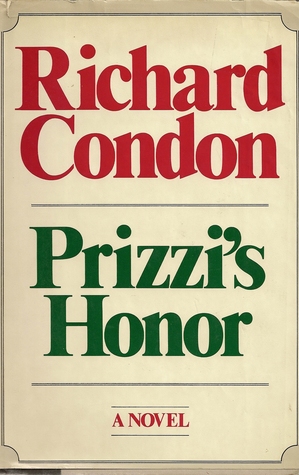 Richard
Condon
Prizzi's
Honor
A NOVEL